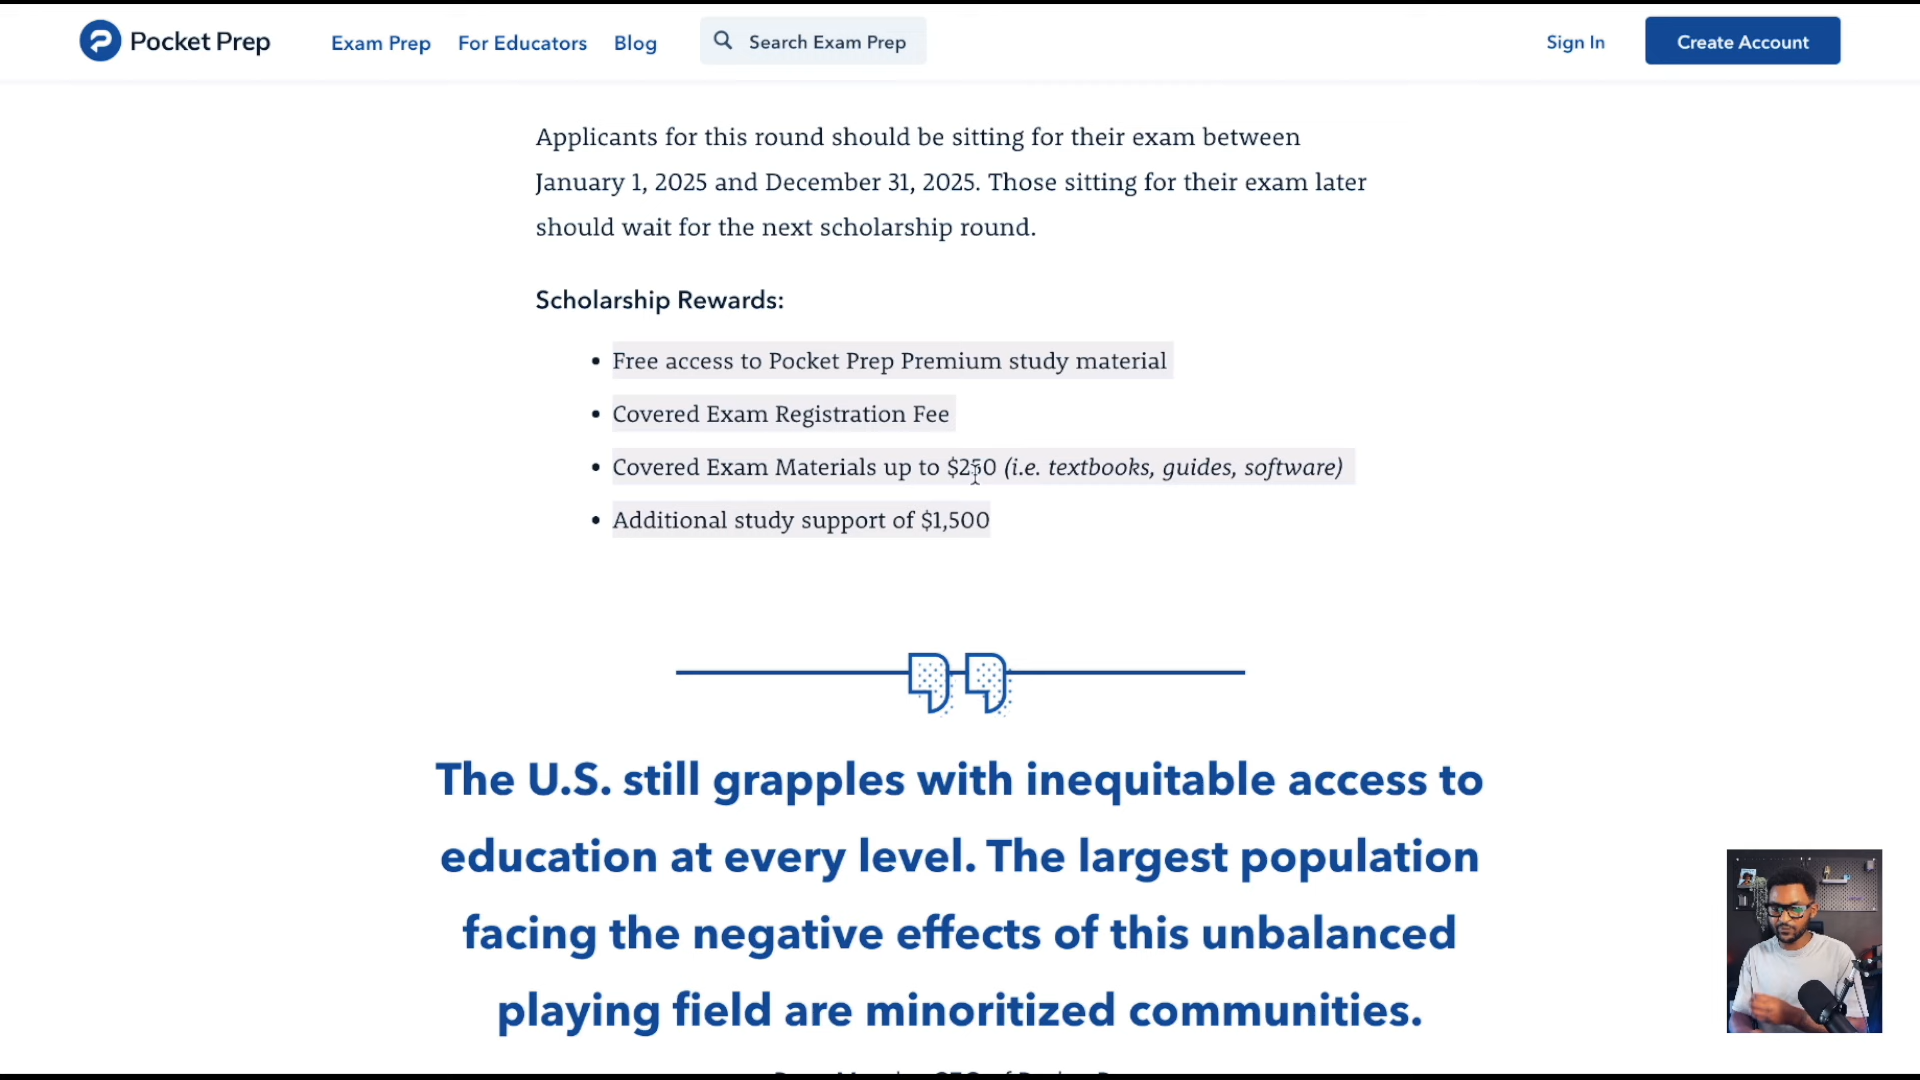 Pocket Prep
Exam Prep
For Educators
Blog
Search Exam Prep
Sign In
Create Account
Applicants for this round should be sitting for their exam between
January 1, 2025 and December 31, 2025. Those sitting for their exam later
should wait for the next scholarship round.
Scholarship Rewards:
• Free access to Pocket Prep Premium study material
• Covered Exam Registration Fee
• Covered Exam Materials up to $250 (i.e. textbooks, guides, software)
• Additional study support of $1,500
The U.S. still grapples with inequitable access to
education at every level. The largest population
facing the negative effects of this unbalanced
playing field are minoritized communities.